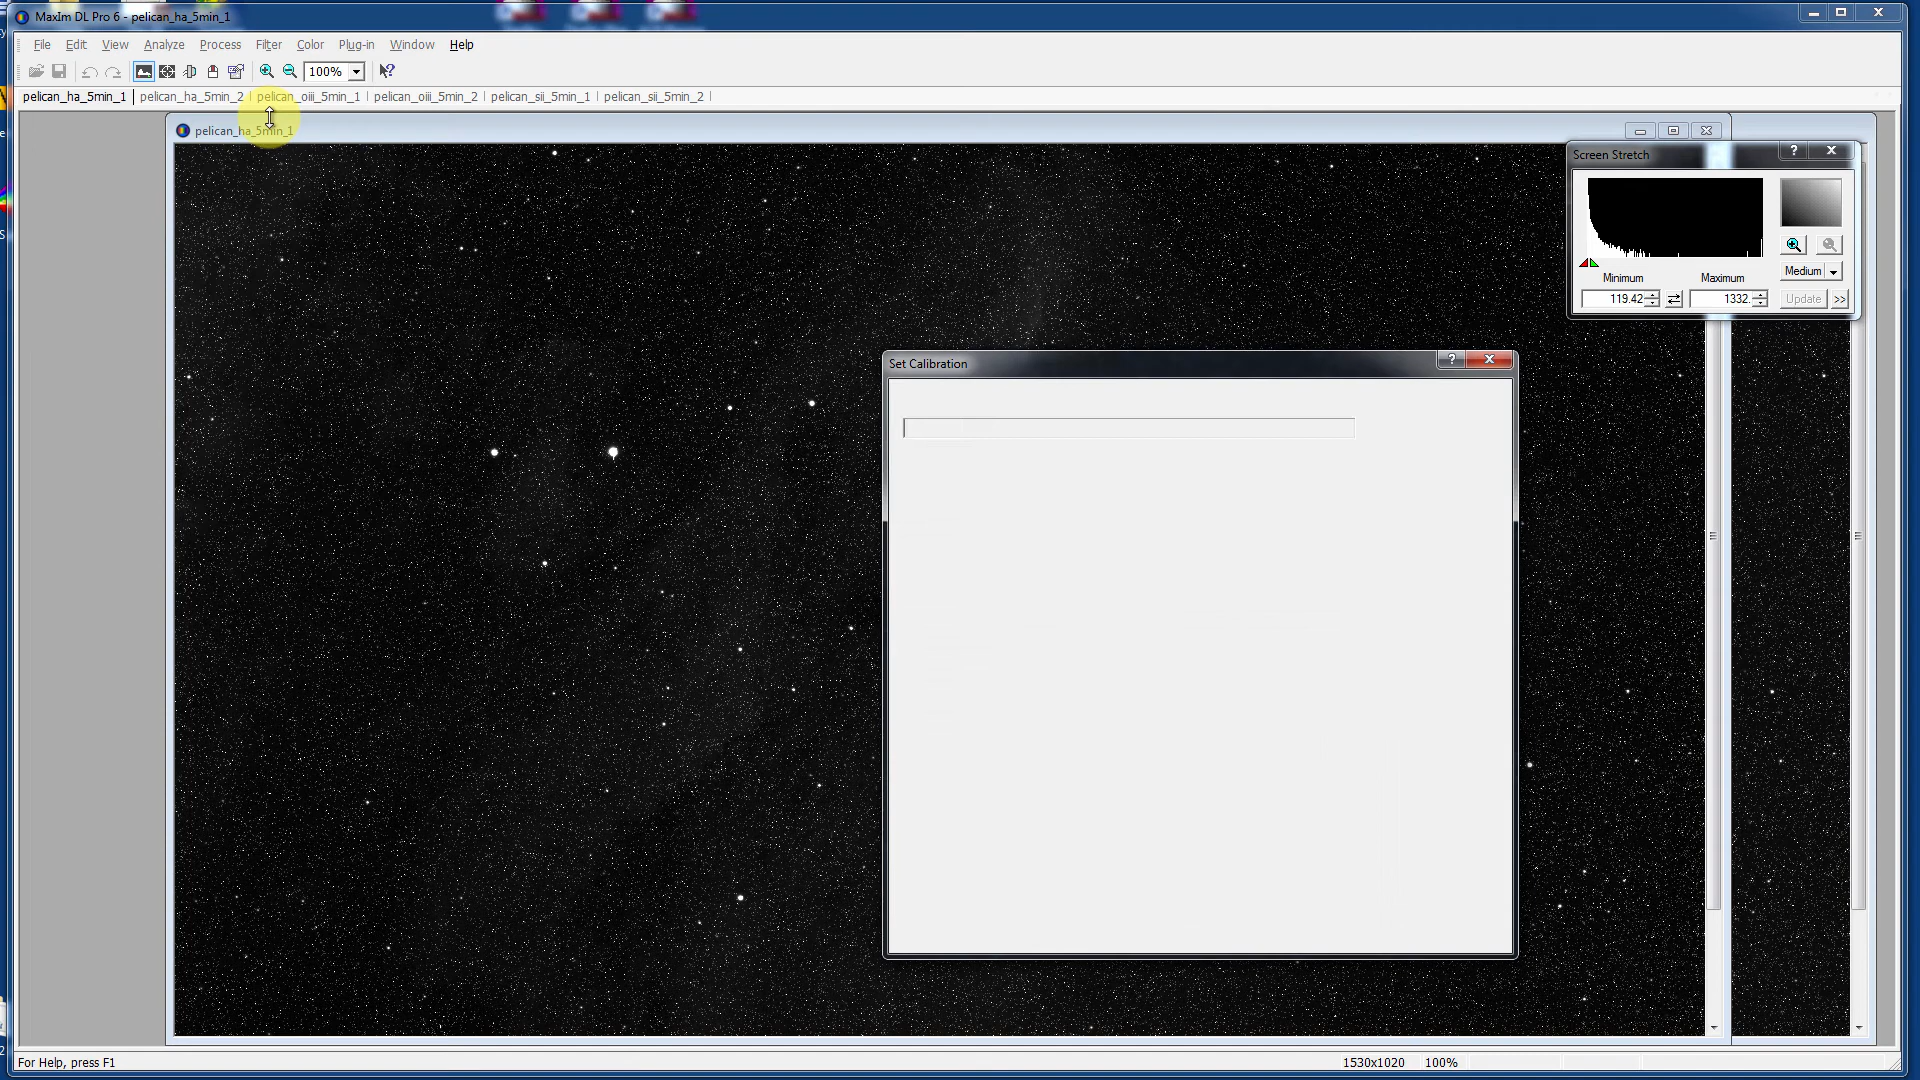 MaxIm DL Pro 6 - pelican_ha_5min_1
File Edit View Analyze Process Filter Color Plug-in Window Help
100%
pelican_ha_5min_1 pelican_ha_5min_2 pelican_oiii_5min_1 pelican_oiii_5min_2 pelican_sii_5min_1 pelican_sii_5min_2
pelican_ha_5min_1
Screen Stretch
Minimum Maximum Medium
119.42 1332. Update >>
Set Calibration
For Help, press F1 1530x1020 100%